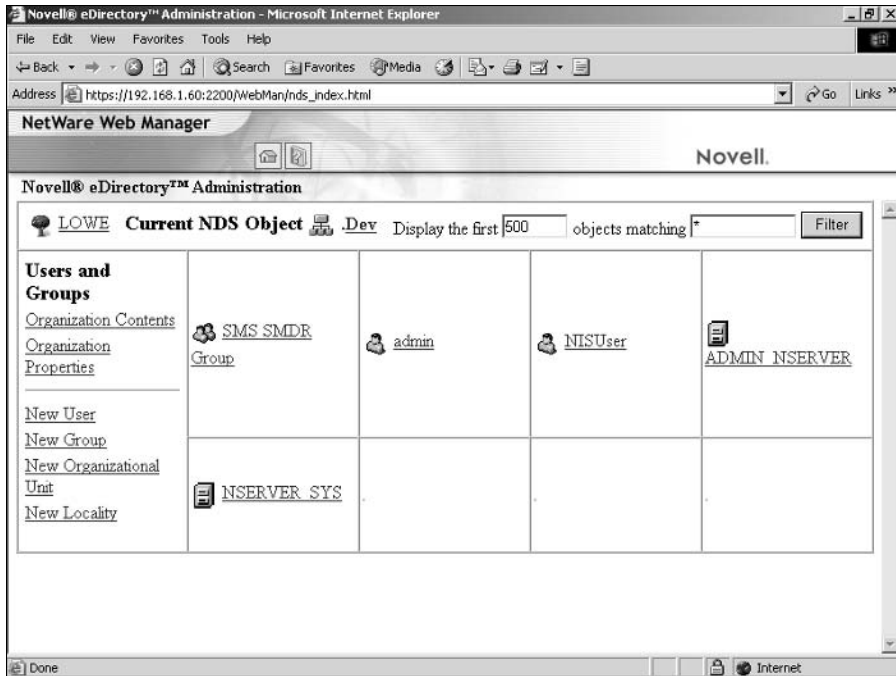 Novell® eDirectory™ Administration - Microsoft Internet Explorer
File Edit View Favorites Tools Help
Back Search Favorites Media
Address https://192.168.1.60:2200/WebMan/nds_index.html Go Links »
NetWare Web Manager
Novell.
Novell® eDirectory™ Administration
LOWE Current NDS Object .Dev Display the first 500 objects matching * Filter
Users and
Groups
Organization Contents
Organization
Properties
New User
New Group
New Organizational
Unit
New Locality
SMS SMDR
Group
admin
NISUser
ADMIN_NSERVER
NSERVER_SYS
.
.
.
Done Internet